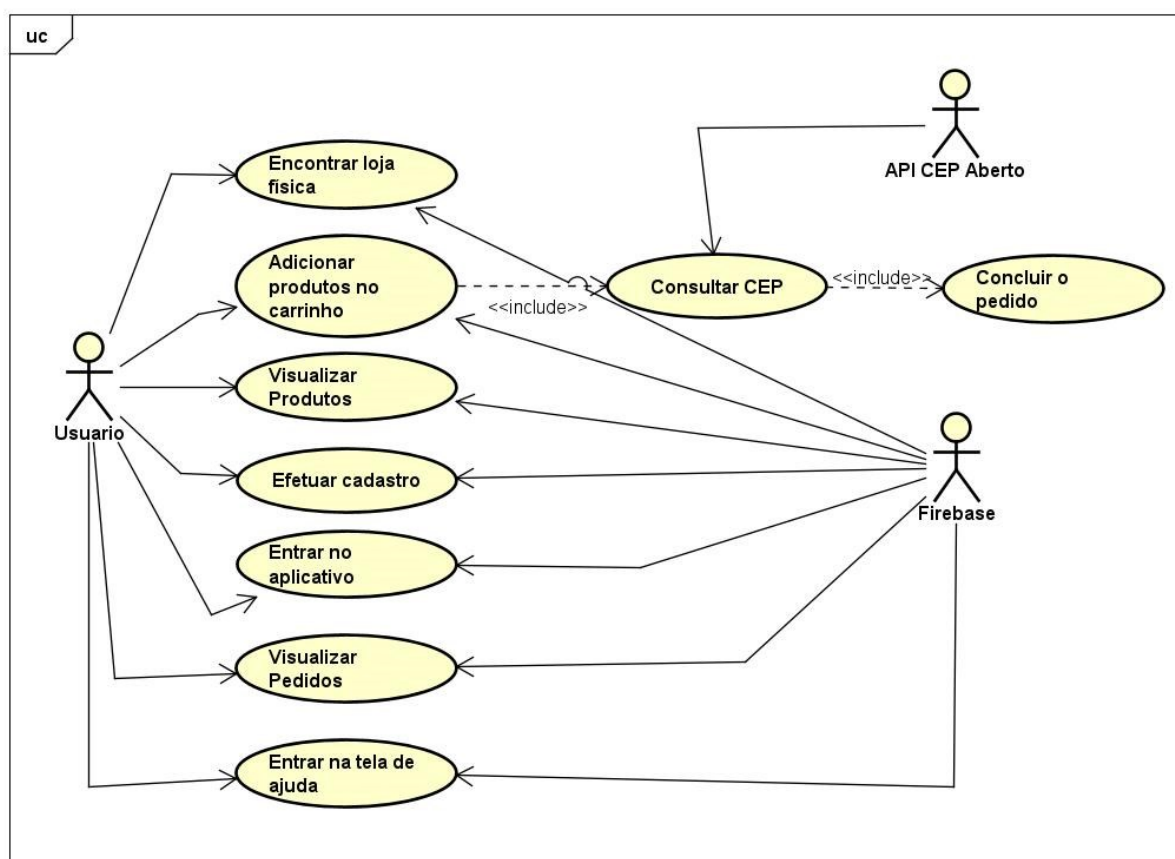 uc
API CEP Aberto
Encontrar loja
física
Adicionar
produtos no
carrinho
<<include>>
Consultar CEP
<<include>>
Concluir o
pedido
Usuario
Visualizar
Produtos
Efetuar cadastro
Firebase
Entrar no
aplicativo
Visualizar
Pedidos
Entrar na tela de
ajuda